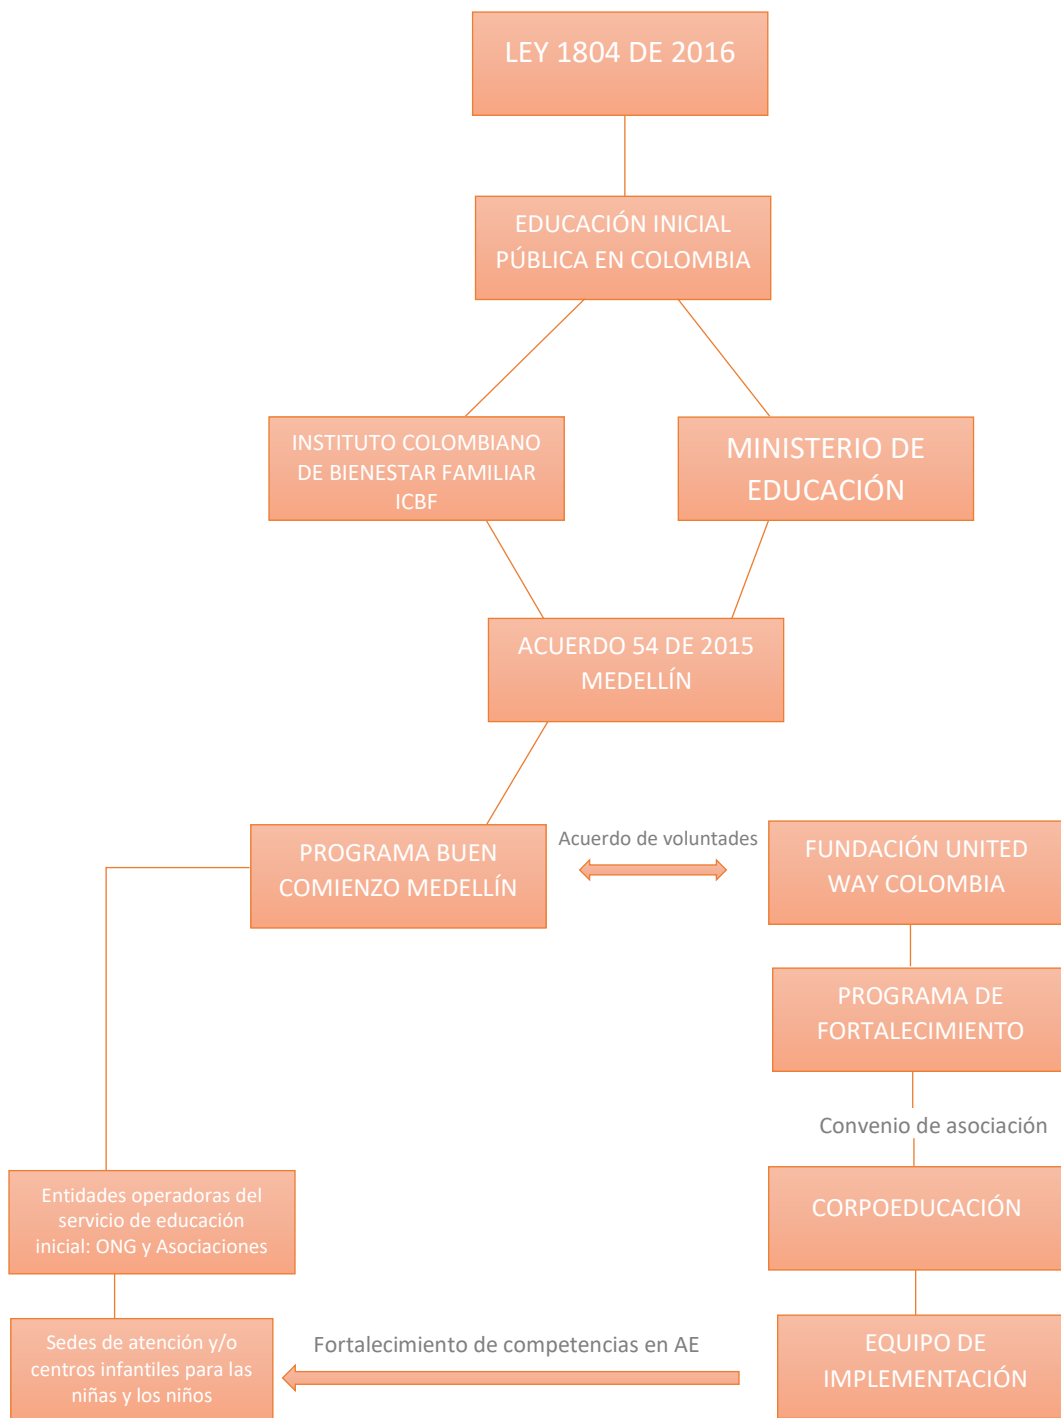 LEY 1804 DE 2016
EDUCACIÓN INICIAL
PÚBLICA EN COLOMBIA
INSTITUTO COLOMBIANO
DE BIENESTAR FAMILIAR
ICBF
MINISTERIO DE
EDUCACIÓN
ACUERDO 54 DE 2015
MEDELLÍN
PROGRAMA BUEN
COMIENZO MEDELLÍN
Acuerdo de voluntades
FUNDACIÓN UNITED
WAY COLOMBIA
PROGRAMA DE
FORTALECIMIENTO
Convenio de asociación
CORPOEDUCACIÓN
Entidades operadoras del
servicio de educación
inicial: ONG y Asociaciones
Sedes de atención y/o
centros infantiles para las
niñas y los niños
Fortalecimiento de competencias en AE
EQUIPO DE
IMPLEMENTACIÓN